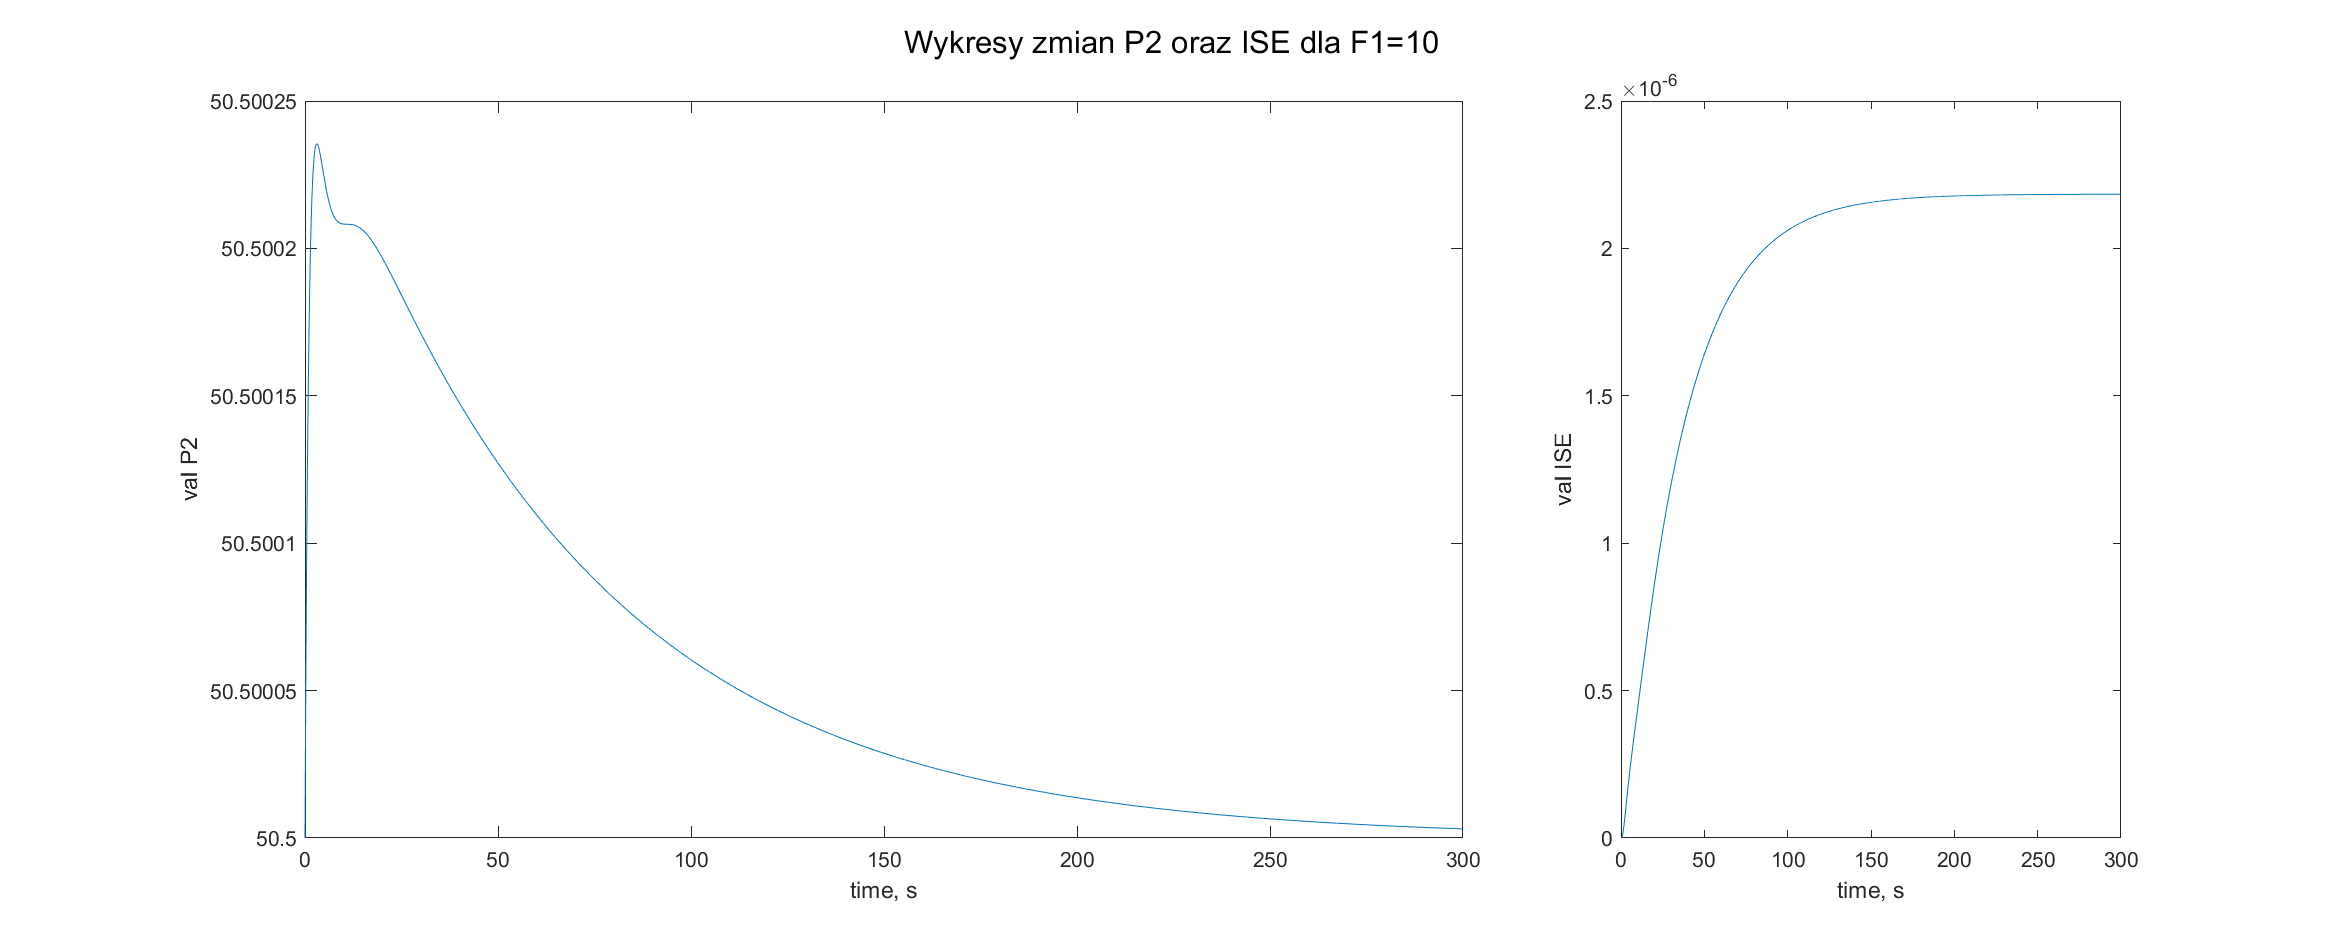 Wykresy zmian P2 oraz ISE dla F1=10
50.50025
50.5002
50.50015
50.5001
50.50005
50.5
val P2
0 50 100 150 200 250 300
time, s
×10-6
2.5
2
1.5
1
0.5
0
val ISE
0 50 100 150 200 250 300
time, s